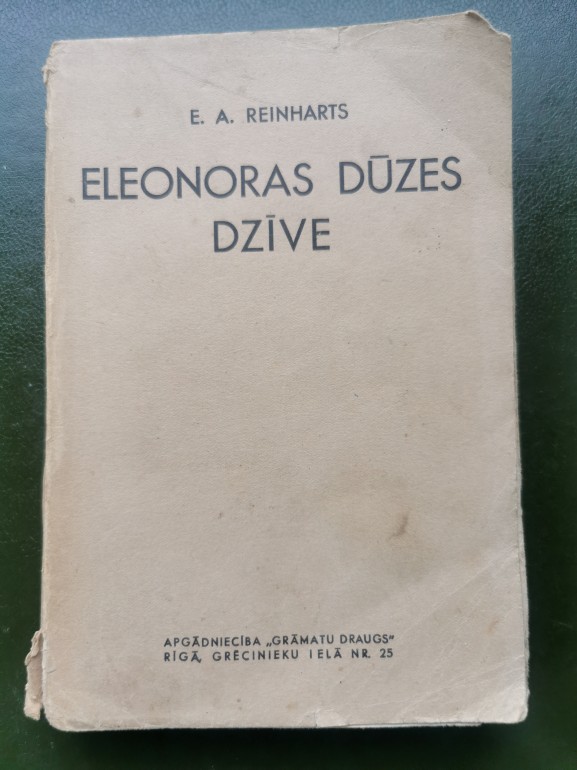 E. A. REINHARTS
ELEONORAS DŪZES
DZĪVE
APGĀDNIECĪBA „GRĀMATU DRAUGS"
RĪGĀ, GRĒCINIEKU IELĀ NR. 25